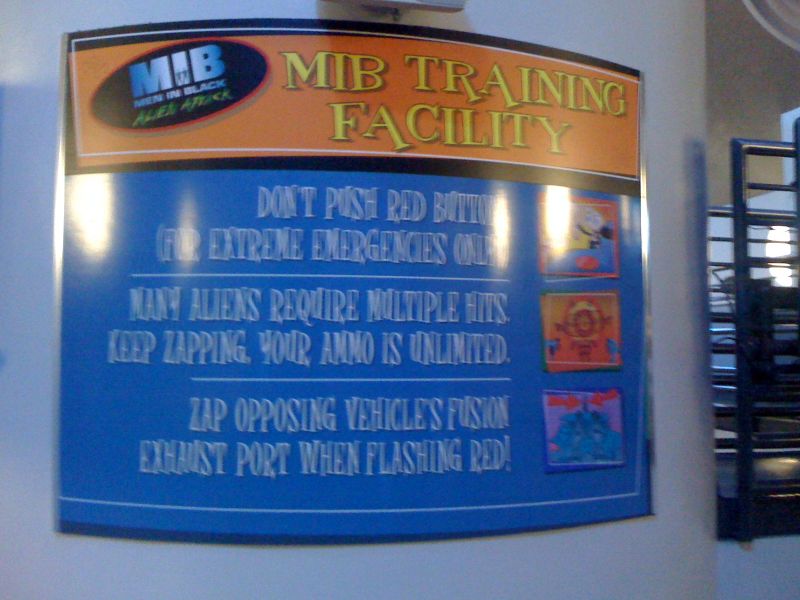 MIB
MEN IN BLACK
ALIEN ATTACK
MIB TRAINING
FACILITY
DON'T PUSH RED BUTTON
(FOR EXTREME EMERGENCIES ONLY
MANY ALIENS REQUIRE MULTIPLE HITS.
KEEP ZAPPING, YOUR AMMO IS UNLIMITED.
ZAP OPPOSING VEHICLE'S FUSION
EXHAUST PORT WHEN FLASHING RED!